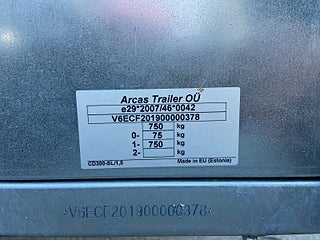 Arcas Trailer OÜ
e29*2007/46*0042
V6ECF201900000378
750 kg
0- 75 kg
1- 750 kg
2- kg
CD300-SL/1,5 Made in EU (Estonia)
*V6ECF201900000378*